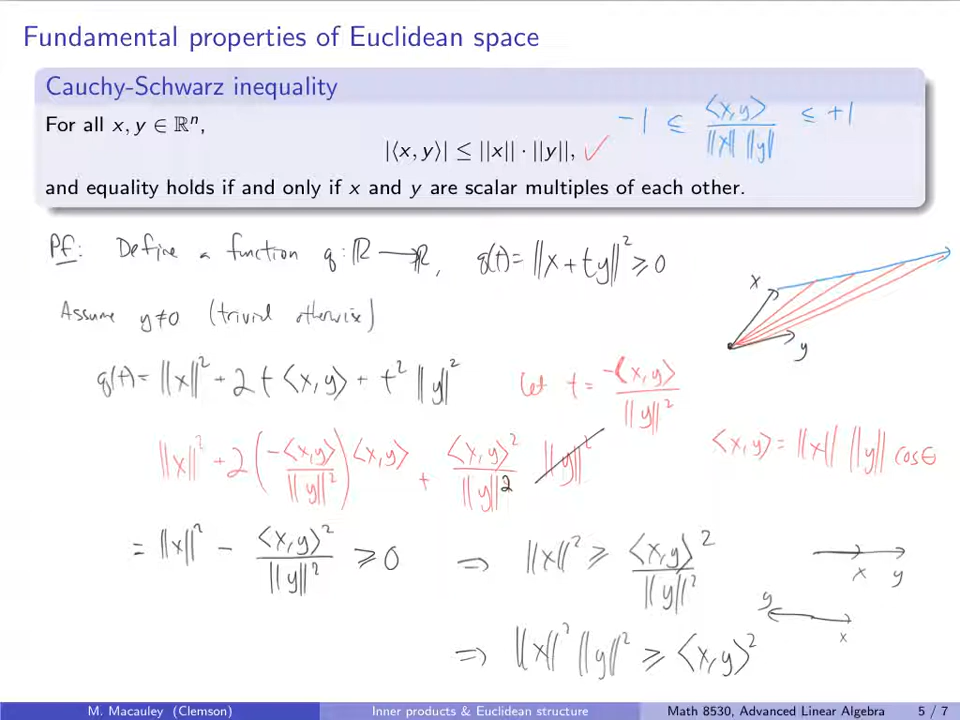 Fundamental properties of Euclidean space
Cauchy-Schwarz inequality
For all x, y ∈ ℝⁿ,
|⟨x, y⟩| ≤ ||x|| · ||y||, ✓
-1 ≤ ⟨x,y⟩ / ||x|| ||y|| ≤ +1
and equality holds if and only if x and y are scalar multiples of each other.
Pf: Define a function q: ℝ → ℝ, q(t) = ||x + ty||² ≥ 0
x
y
Assume y ≠ 0 (trivial otherwise)
q(t) = ||x||² + 2t⟨x,y⟩ + t²||y||²
Let t = -⟨x,y⟩ / ||y||²
||x||² + 2(-⟨x,y⟩ / ||y||²)⟨x,y⟩ + ⟨x,y⟩² / ||y||² ||y||²
⟨x,y⟩ = ||x|| ||y|| cos θ
= ||x||² - ⟨x,y⟩² / ||y||² ≥ 0 ⇒ ||x||² ≥ ⟨x,y⟩² / ||y||²
x y
y x
⇒ ||x||² ||y||² ≥ ⟨x,y⟩²
M. Macauley (Clemson) Inner products & Euclidean structure Math 8530, Advanced Linear Algebra 5 / 7